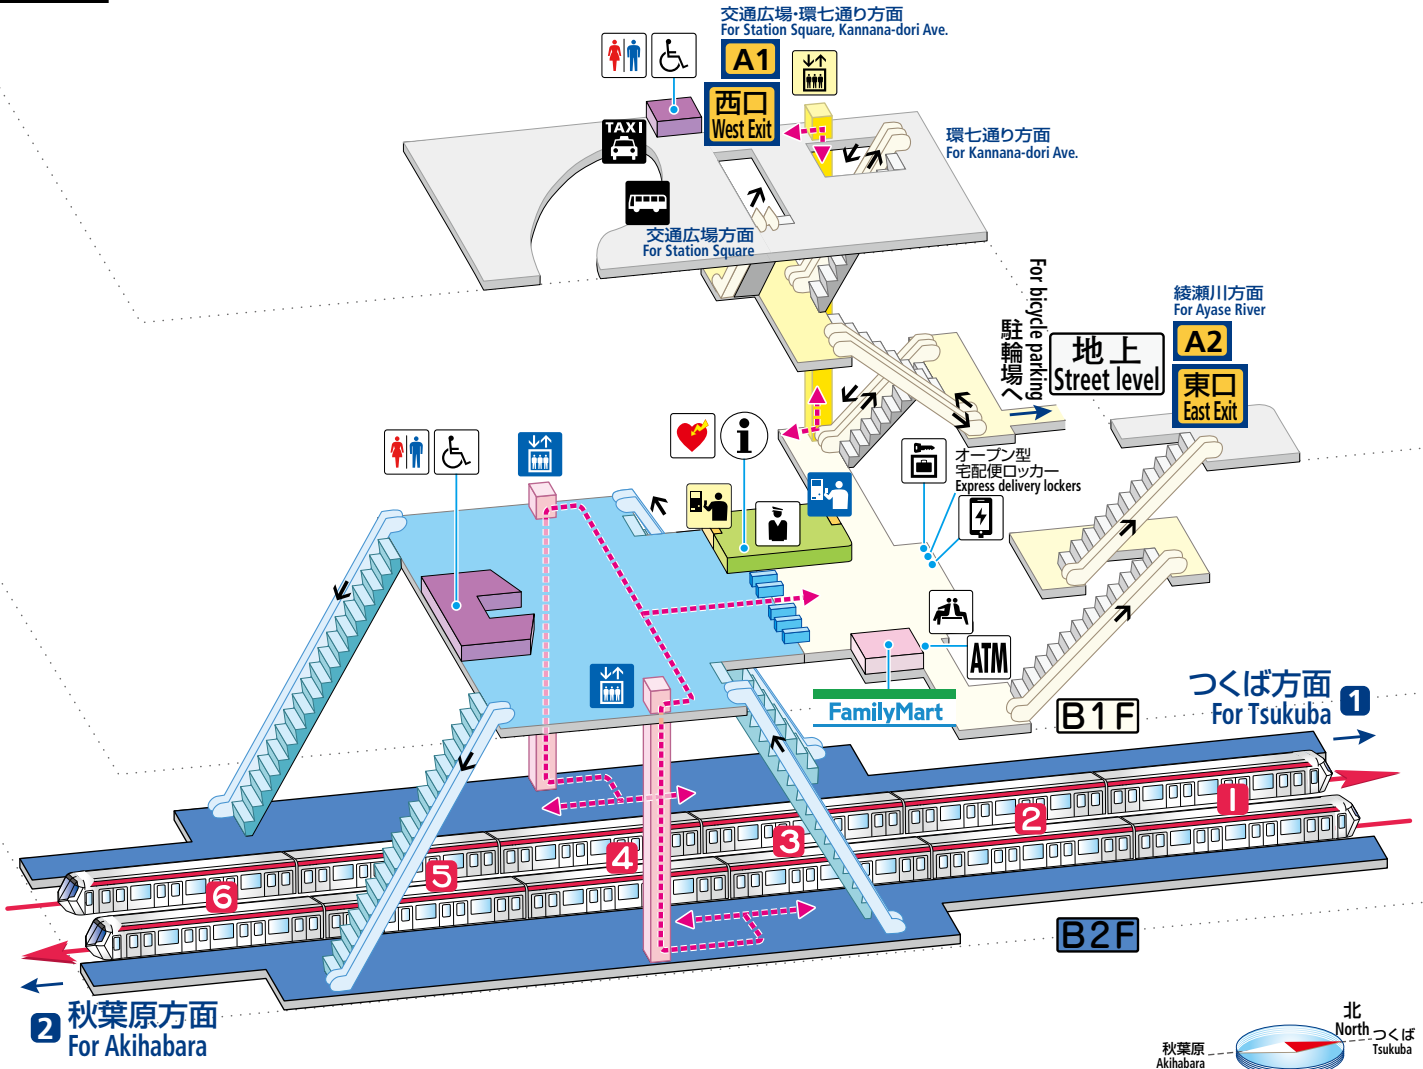 交通広場・環七通り方面
For Station Square, Kannana-dori Ave.
A1
西口
West Exit
TAXI
環七通り方面
For Kannana-dori Ave.
交通広場方面
For Station Square
For bicycle parking
駐輪場へ
地上
Street level
綾瀬川方面
For Ayase River
A2
東口
East Exit
i
オープン型
宅配便ロッカー
Express delivery lockers
ATM
FamilyMart
B1F
つくば方面 1
For Tsukuba
1
2
3
4
5
6
B2F
2 秋葉原方面
For Akihabara
北
North
つくば
Tsukuba
秋葉原
Akihabara